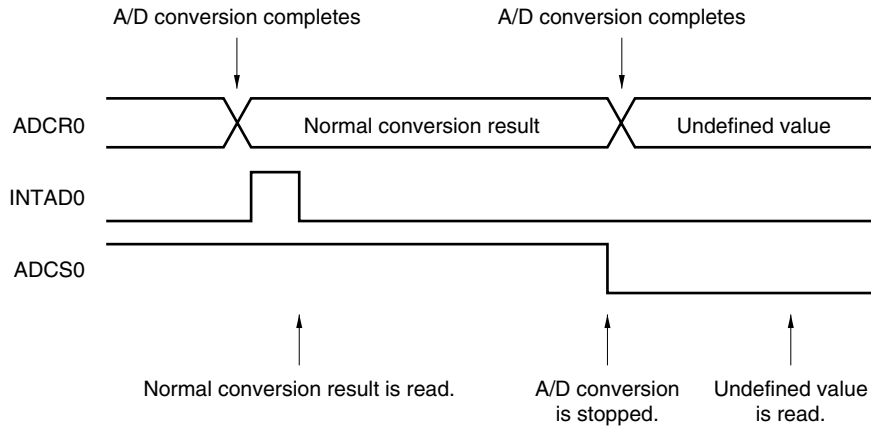 A/D conversion completes
A/D conversion completes
ADCR0
Normal conversion result
Undefined value
INTAD0
ADCS0
Normal conversion result is read.
A/D conversion
is stopped.
Undefined value
is read.